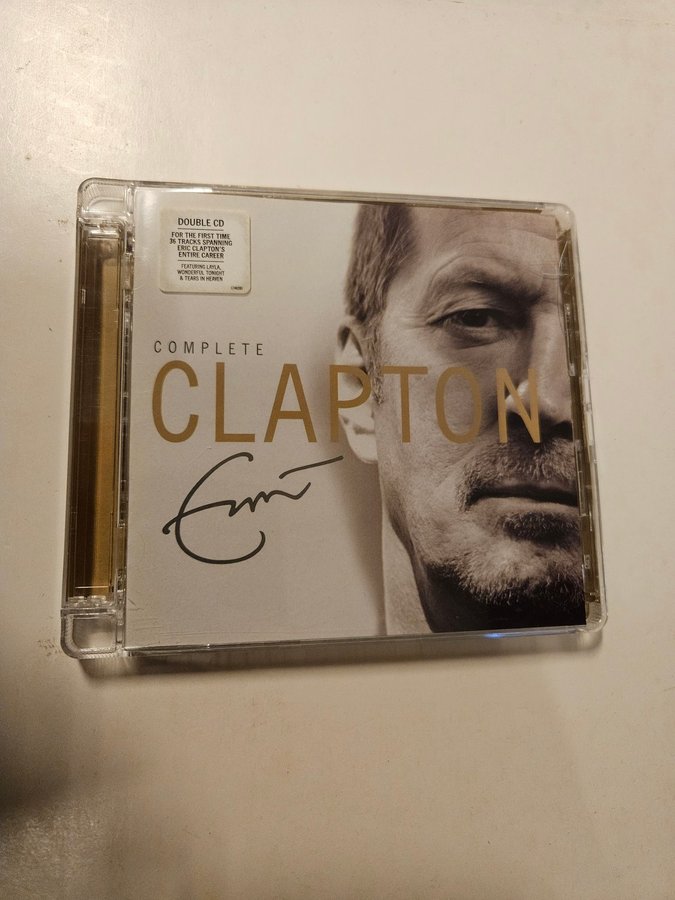 DOUBLE CD
FOR THE FIRST TIME
36 TRACKS SPANNING
ERIC CLAPTON'S
ENTIRE CAREER
FEATURING LAYLA,
WONDERFUL TONIGHT
& TEARS IN HEAVEN
COMPLETE
CLAPTON
Eric